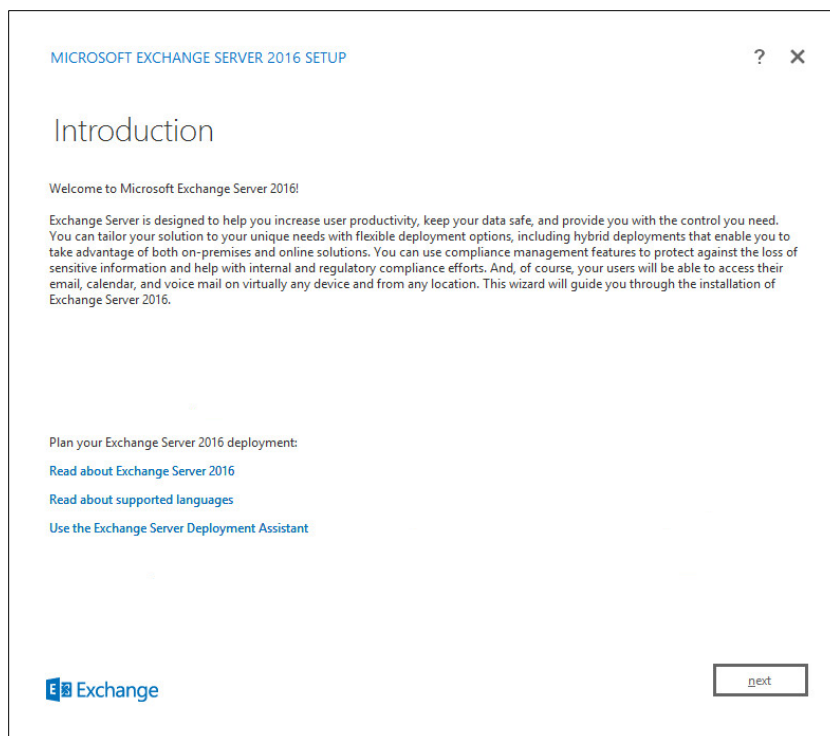 MICROSOFT EXCHANGE SERVER 2016 SETUP
?
Introduction
Welcome to Microsoft Exchange Server 2016!
Exchange Server is designed to help you increase user productivity, keep your data safe, and provide you with the control you need.
You can tailor your solution to your unique needs with flexible deployment options, including hybrid deployments that enable you to
take advantage of both on-premises and online solutions. You can use compliance management features to protect against the loss of
sensitive information and help with internal and regulatory compliance efforts. And, of course, your users will be able to access their
email, calendar, and voice mail on virtually any device and from any location. This wizard will guide you through the installation of
Exchange Server 2016.
Plan your Exchange Server 2016 deployment:
Read about Exchange Server 2016
Read about supported languages
Use the Exchange Server Deployment Assistant
E Exchange
next